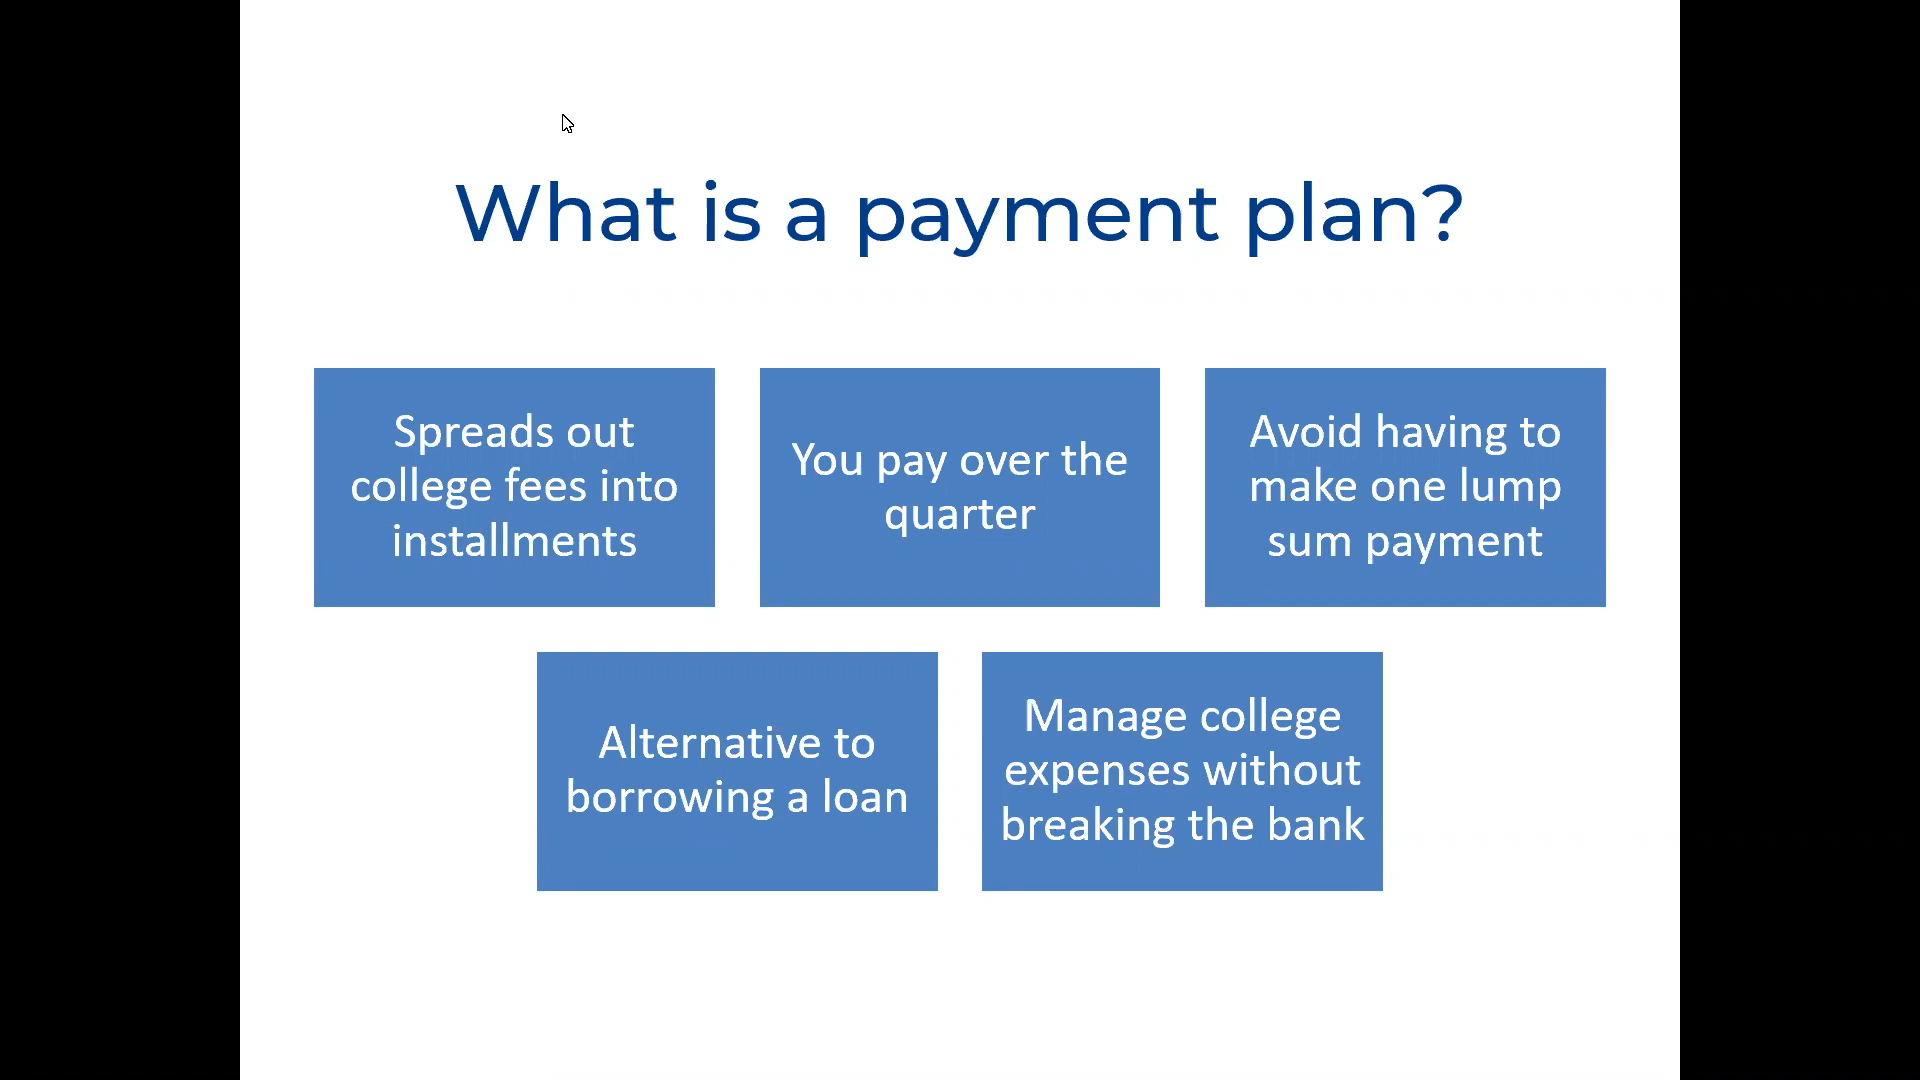 What is a payment plan?
Spreads out
college fees into
installments
You pay over the
quarter
Avoid having to
make one lump
sum payment
Alternative to
borrowing a loan
Manage college
expenses without
breaking the bank